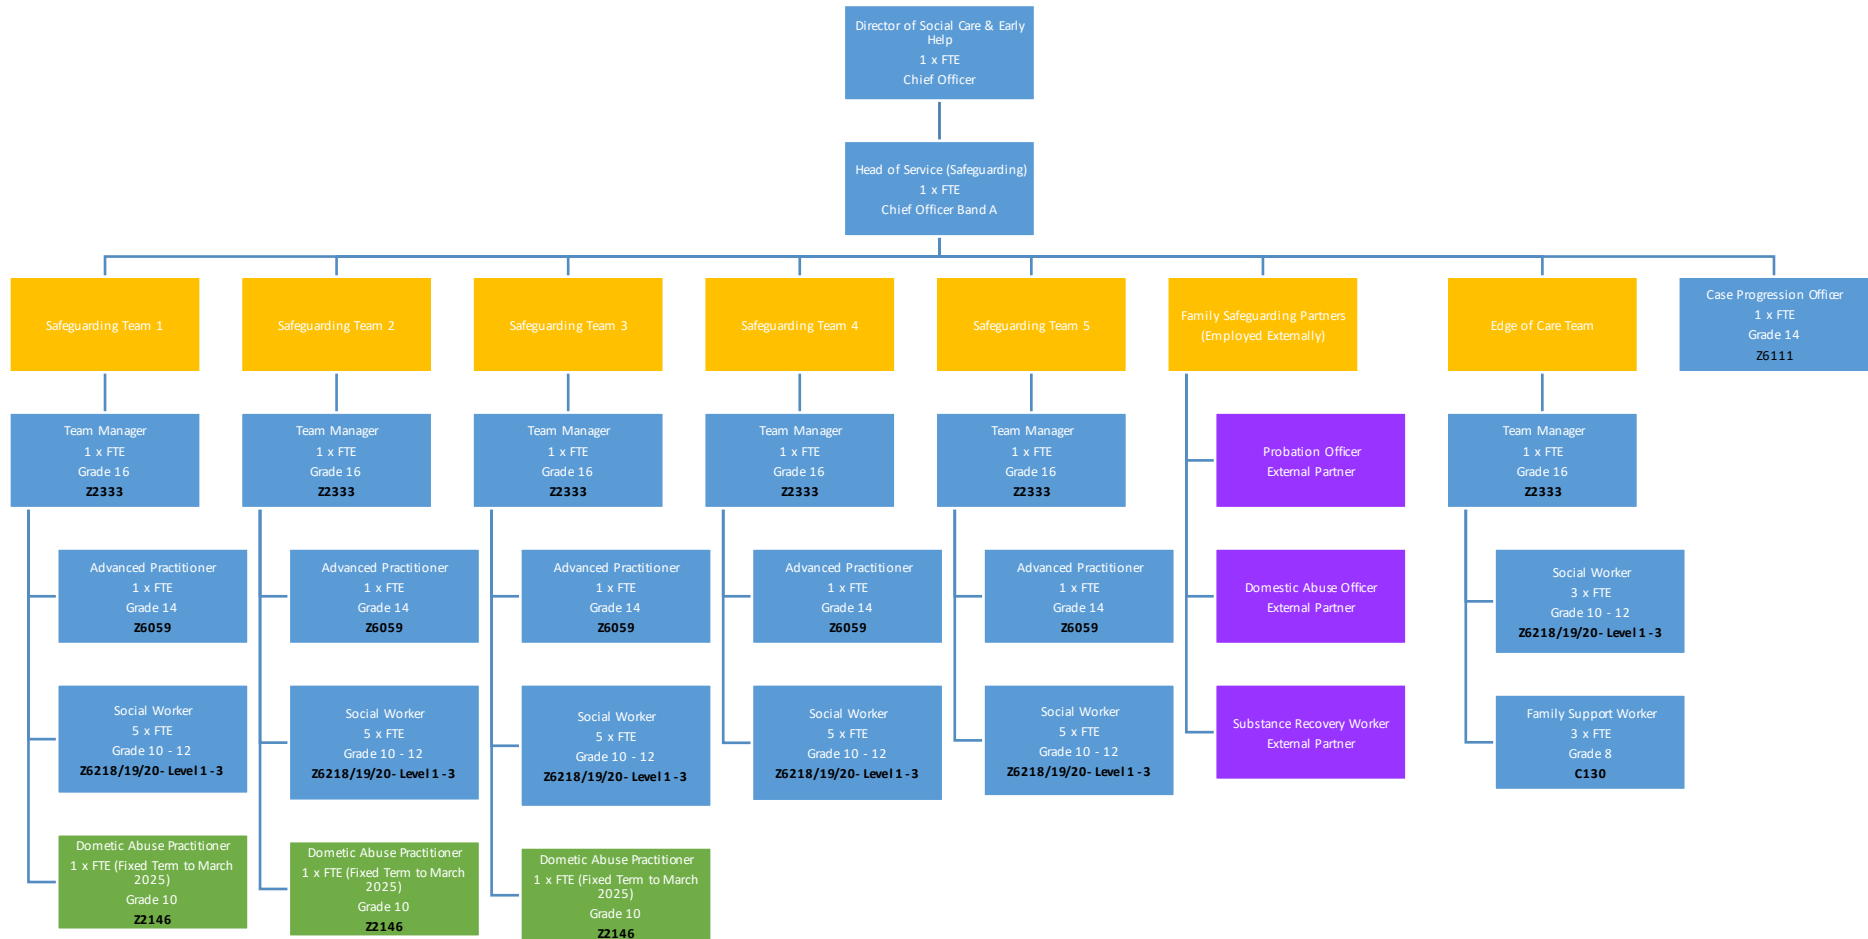 Director of Social Care & Early
Help
1 x FTE
Chief Officer
Head of Service (Safeguarding)
1 x FTE
Chief Officer Band A
Safeguarding Team 1
Safeguarding Team 2
Safeguarding Team 3
Safeguarding Team 4
Safeguarding Team 5
Family Safeguarding Partners
(Employed Externally)
Edge of Care Team
Case Progression Officer
1 x FTE
Grade 14
Z6111
Team Manager
1 x FTE
Grade 16
Z2333
Team Manager
1 x FTE
Grade 16
Z2333
Team Manager
1 x FTE
Grade 16
Z2333
Team Manager
1 x FTE
Grade 16
Z2333
Team Manager
1 x FTE
Grade 16
Z2333
Probation Officer
External Partner
Team Manager
1 x FTE
Grade 16
Z2333
Advanced Practitioner
1 x FTE
Grade 14
Z6059
Advanced Practitioner
1 x FTE
Grade 14
Z6059
Advanced Practitioner
1 x FTE
Grade 14
Z6059
Advanced Practitioner
1 x FTE
Grade 14
Z6059
Advanced Practitioner
1 x FTE
Grade 14
Z6059
Domestic Abuse Officer
External Partner
Social Worker
3 x FTE
Grade 10 - 12
Z6218/19/20- Level 1 - 3
Social Worker
5 x FTE
Grade 10 - 12
Z6218/19/20- Level 1 - 3
Social Worker
5 x FTE
Grade 10 - 12
Z6218/19/20- Level 1 - 3
Social Worker
5 x FTE
Grade 10 - 12
Z6218/19/20- Level 1 - 3
Social Worker
5 x FTE
Grade 10 - 12
Z6218/19/20- Level 1 - 3
Social Worker
5 x FTE
Grade 10 - 12
Z6218/19/20- Level 1 - 3
Substance Recovery Worker
External Partner
Family Support Worker
3 x FTE
Grade 8
C130
Dometic Abuse Practitioner
1 x FTE (Fixed Term to March
2025)
Grade 10
Z2146
Dometic Abuse Practitioner
1 x FTE (Fixed Term to March
2025)
Grade 10
Z2146
Dometic Abuse Practitioner
1 x FTE (Fixed Term to March
2025)
Grade 10
Z2146